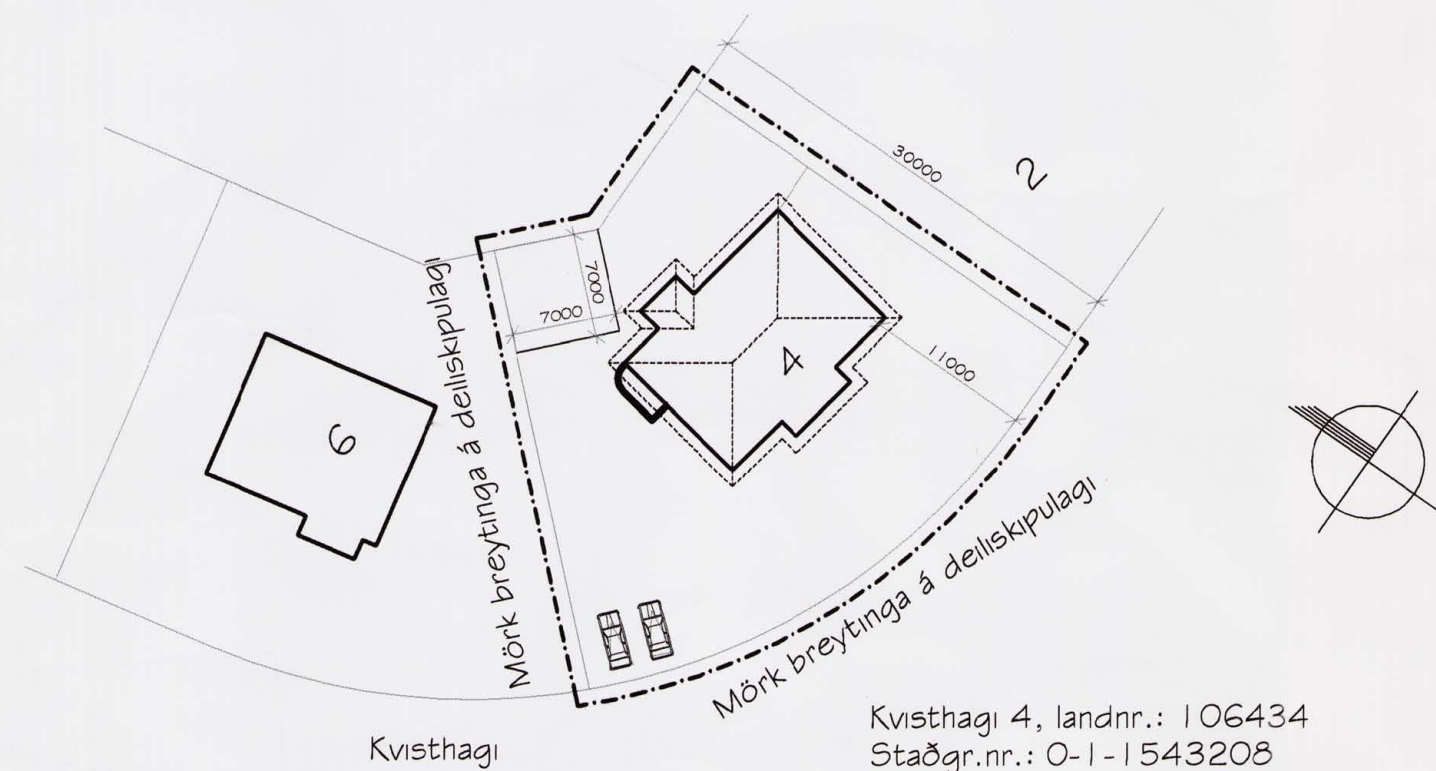 30000
2
7000
7000
11000
4
6
Mörk breytinga á deiliskipulagi
Mörk breytinga á deiliskipulagi
Kvisthagi
Kvisthagi 4, landnr.: 106434
Staðgr.nr.: 0-1-1543208